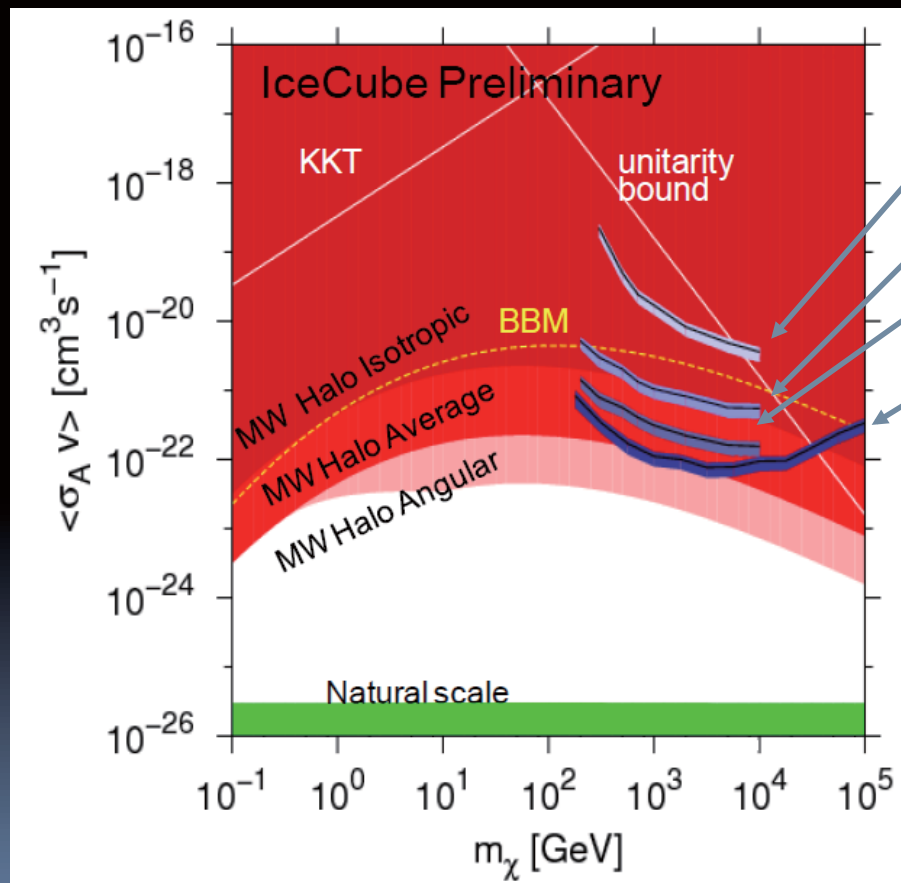 10⁻¹⁶
IceCube Preliminary
KKT
unitarity
bound
10⁻¹⁸
10⁻²⁰
BBM
MW Halo Isotropic
MW Halo Average
MW Halo Angular
10⁻²²
10⁻²⁴
Natural scale
10⁻²⁶
<σ_A v> [cm³s⁻¹]
10⁻¹ 10⁰ 10¹ 10² 10³ 10⁴ 10⁵
m_χ [GeV]